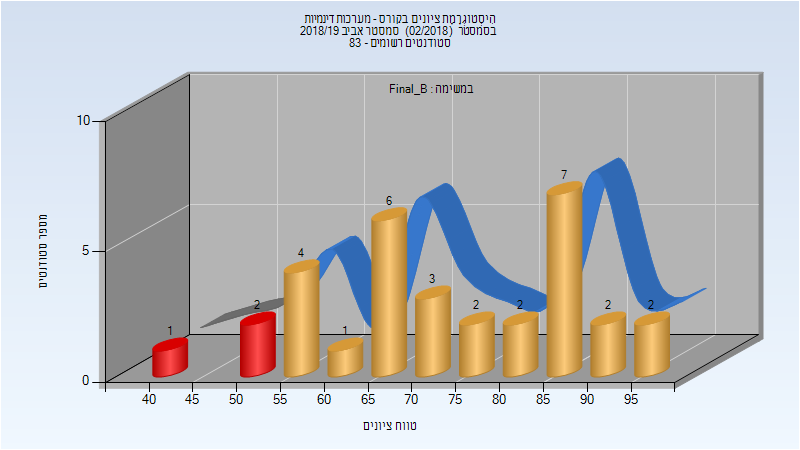 היסטוגרמת ציונים בקורס - מערכות דינמיות
בסמסטר (02/2018) סמסטר אביב 2018/19
סטודנטים רשומים - 83
במשימה : Final_B
מספר סטודנטים
10
5
0
1
2
4
1
6
3
2
2
7
2
2
40 45 50 55 60 65 70 75 80 85 90 95
טווח ציונים